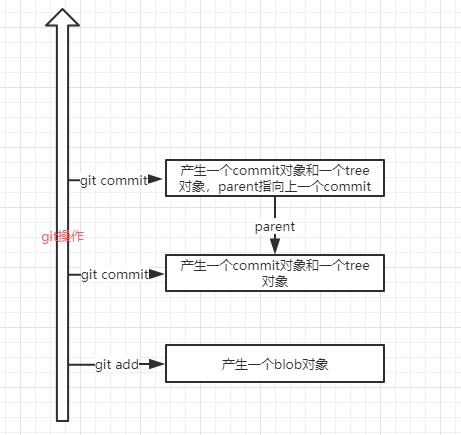 git commit
产生一个commit对象和一个tree
对象，parent指向上一个commit
parent
git操作
git commit
产生一个commit对象和一个tree
对象
git add
产生一个blob对象